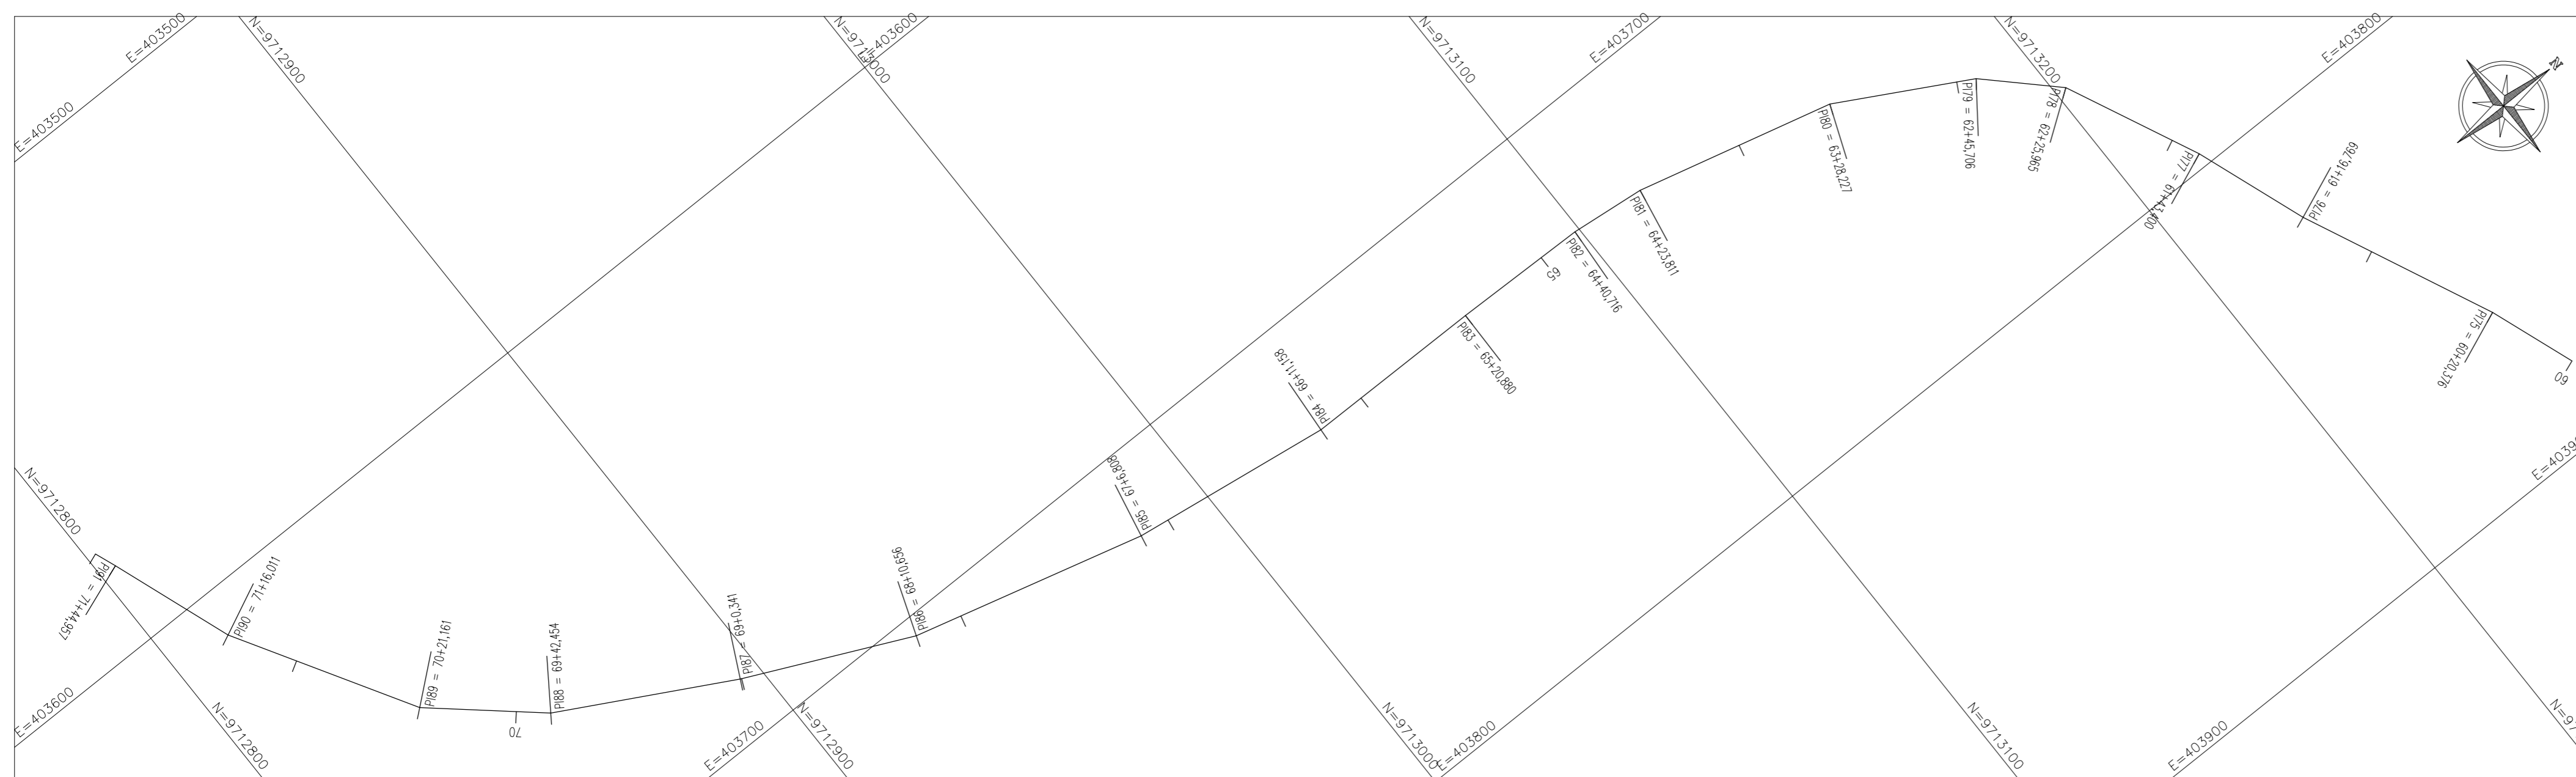 E=403500
N=9712900
N=9713000
E=403600
N=9713100
E=403700
N=9713200
E=403800
N
E=403500
PI80 = 63+28,227
PI79 = 62+45,706
PI78 = 62+25,965
PI77 = 61+43,400
PI76 = 61+16,769
PI81 = 64+23,811
PI82 = 64+40,716
65
PI83 = 65+20,880
PI75 = 60+20,376
60
PI84 = 66+11,158
PI85 = 67+6,808
N=9712800
PI91 = 71+44,957
PI90 = 71+16,011
PI89 = 70+21,161
PI88 = 69+42,454
70
PI87 = 69+0,341
PI86 = 68+10,656
E=403600
N=9712800
E=403700
N=9712900
N=9713000
E=403800
N=9713100
E=403900